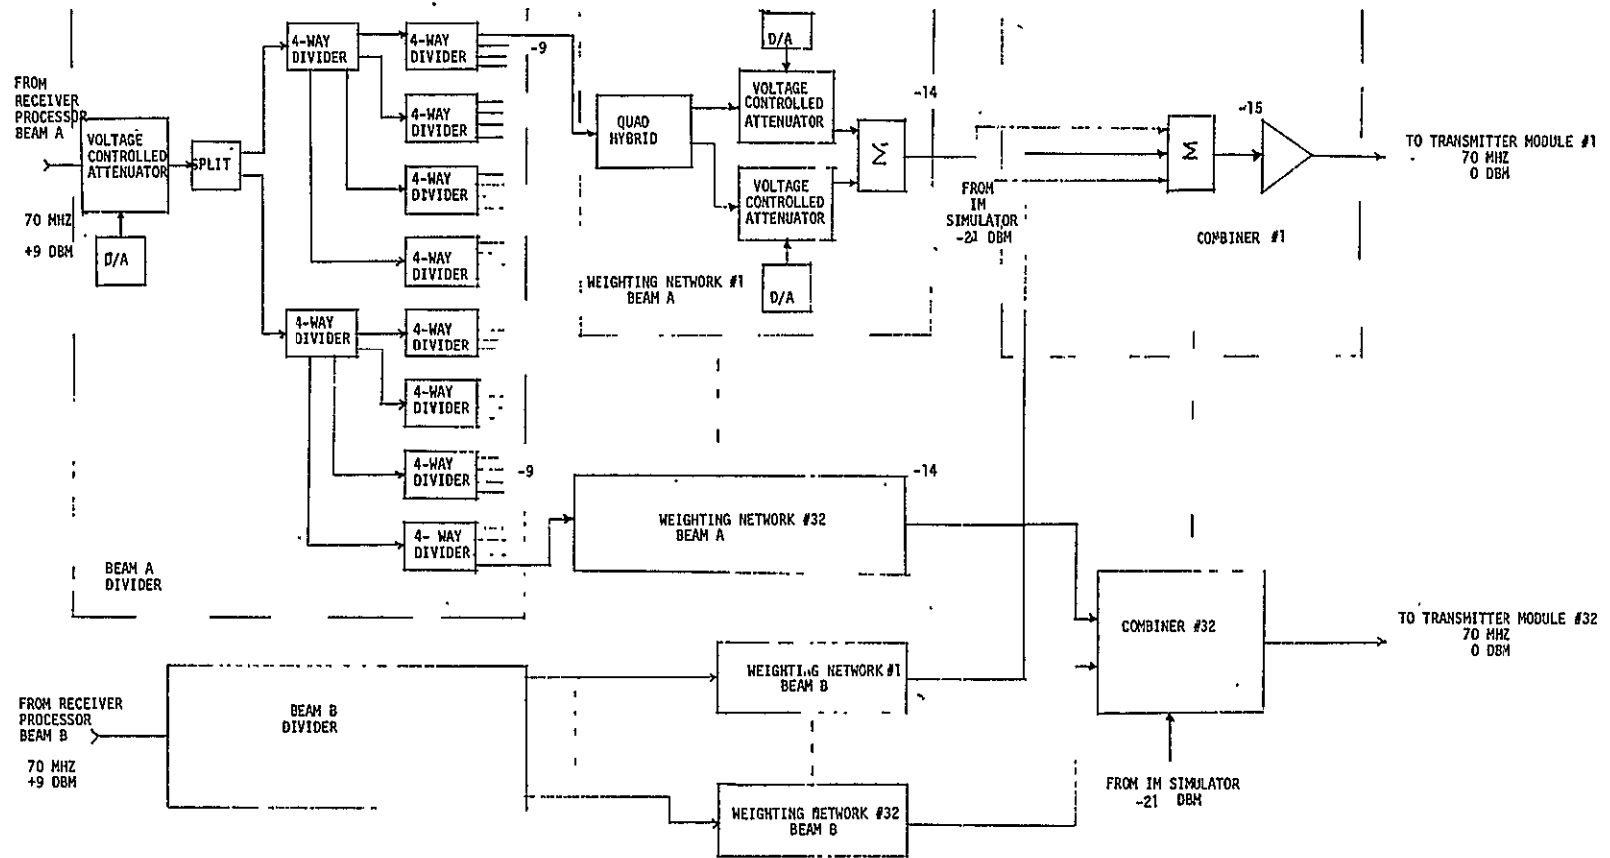 FROM
RECEIVER
PROCESSOR
BEAM A
70 MHZ
+9 DBM
VOLTAGE
CONTROLLED
ATTENUATOR
D/A
SPLIT
4-WAY
DIVIDER
4-WAY
DIVIDER
-9
4-WAY
DIVIDER
4-WAY
DIVIDER
4-WAY
DIVIDER
4-WAY
DIVIDER
4-WAY
DIVIDER
4-WAY
DIVIDER
4-WAY
DIVIDER
-9
4- WAY
DIVIDER
BEAM A
DIVIDER
QUAD
HYBRID
D/A
VOLTAGE
CONTROLLED
ATTENUATOR
VOLTAGE
CONTROLLED
ATTENUATOR
D/A
Σ
-14
WEIGHTING NETWORK #1
BEAM A
FROM
IM
SIMULATOR
-21 DBM
Σ
-15
COMBINER #1
TO TRANSMITTER MODULE #1
70 MHZ
0 DBM
WEIGHTING NETWORK #32
BEAM A
-14
COMBINER #32
TO TRANSMITTER MODULE #32
70 MHZ
0 DBM
FROM RECEIVER
PROCESSOR
BEAM B
70 MHZ
+9 DBM
BEAM B
DIVIDER
WEIGHTING NETWORK #1
BEAM B
WEIGHTING NETWORK #32
BEAM B
FROM IM SIMULATOR
-21 DBM